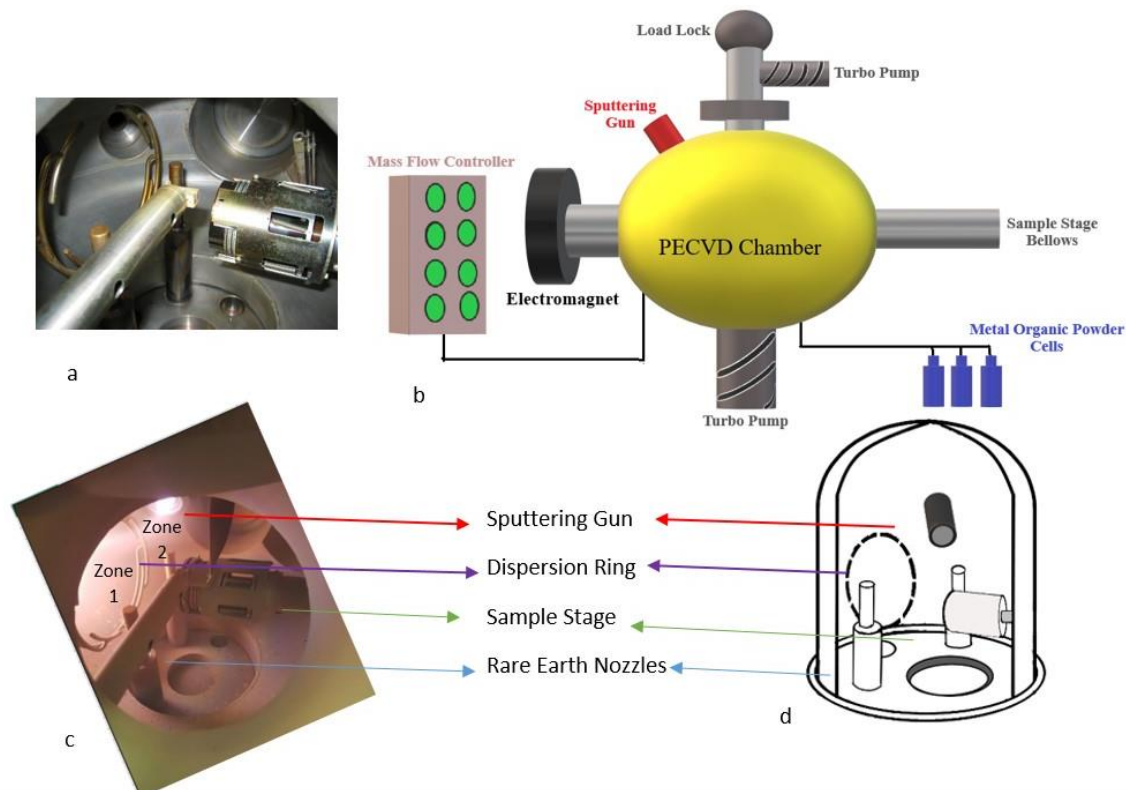 Load Lock
Turbo Pump
Sputtering
Gun
Mass Flow Controller
PECVD Chamber
Sample Stage
Bellows
Electromagnet
Metal Organic Powder
Cells
Turbo Pump
a
b
Zone
2
Zone
1
Sputtering Gun
Dispersion Ring
Sample Stage
Rare Earth Nozzles
c
d